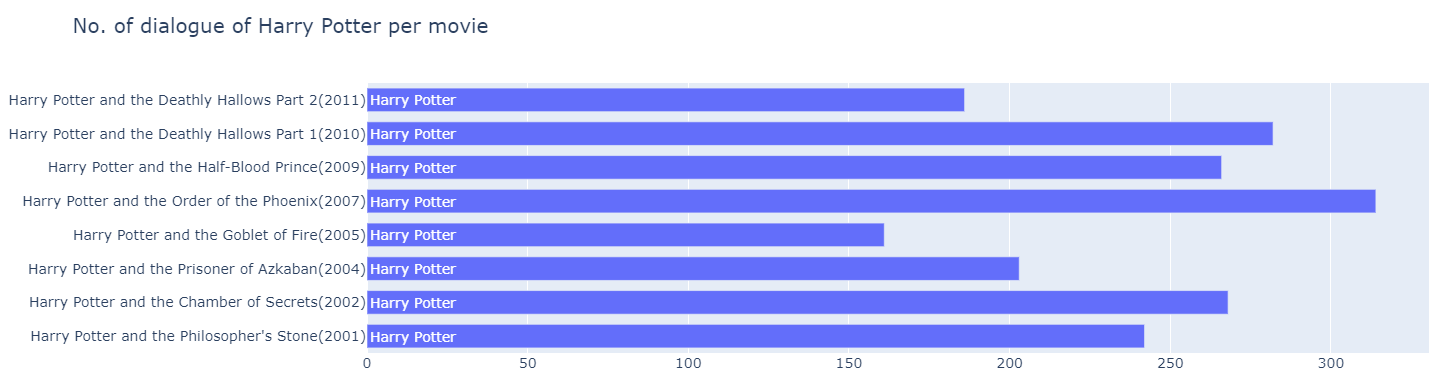 No. of dialogue of Harry Potter per movie
Harry Potter and the Deathly Hallows Part 2(2011) Harry Potter
Harry Potter and the Deathly Hallows Part 1(2010) Harry Potter
Harry Potter and the Half-Blood Prince(2009) Harry Potter
Harry Potter and the Order of the Phoenix(2007) Harry Potter
Harry Potter and the Goblet of Fire(2005) Harry Potter
Harry Potter and the Prisoner of Azkaban(2004) Harry Potter
Harry Potter and the Chamber of Secrets(2002) Harry Potter
Harry Potter and the Philosopher's Stone(2001) Harry Potter
0 50 100 150 200 250 300